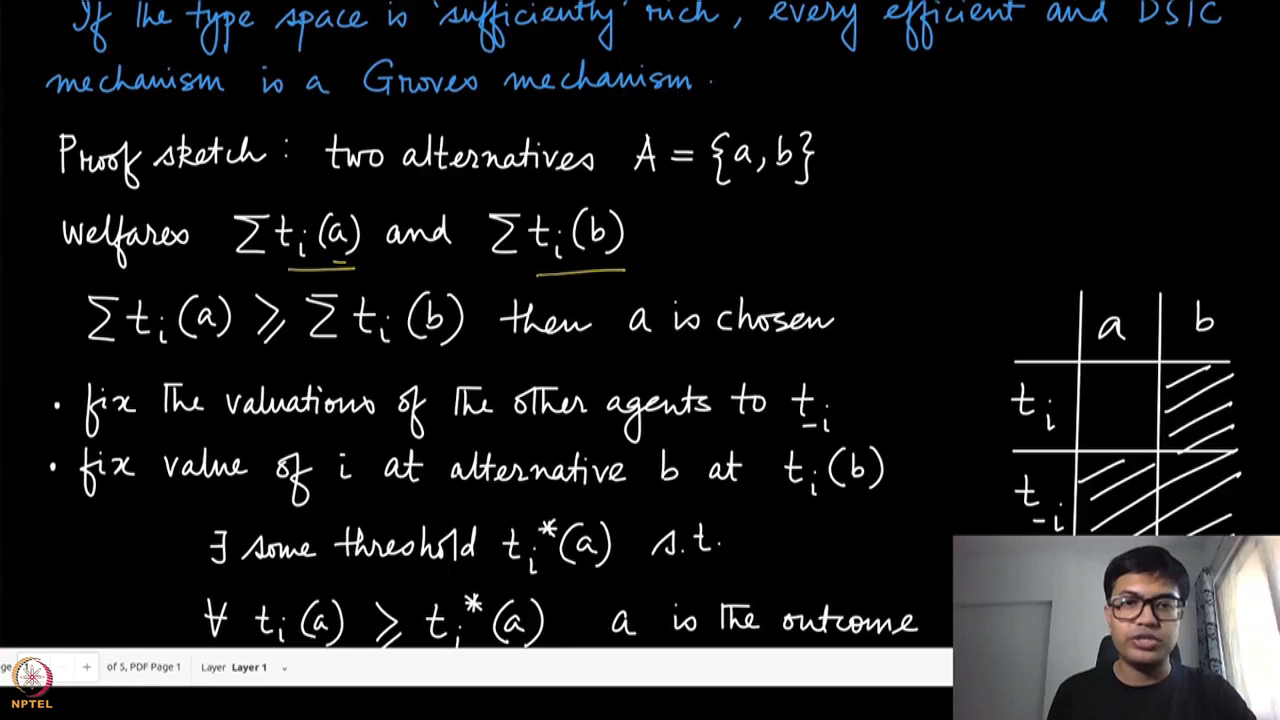 If the type space is 'sufficiently' rich, every efficient and DSIC
mechanism is a Groves mechanism.
Proof sketch: two alternatives A = {a, b}
welfares ∑ t_i(a) and ∑ t_i(b)
∑ t_i(a) ⩾ ∑ t_i(b) then a is chosen
a b
• fix the valuations of the other agents to t_-i
t_i
• fix value of i at alternative b at t_i(b)
t_-i
∃ some threshold t_i*(a) s.t.
∀ t_i(a) ⩾ t_i*(a) a is the outcome
ge 1 of 5, PDF Page 1 Layer Layer 1
NPTEL